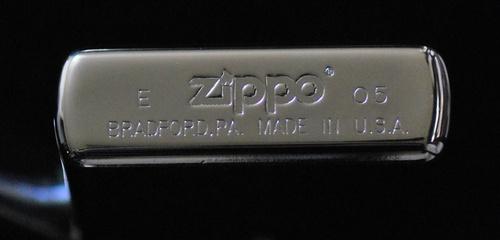 E zippo® 05
BRADFORD,PA. MADE IN U.S.A.